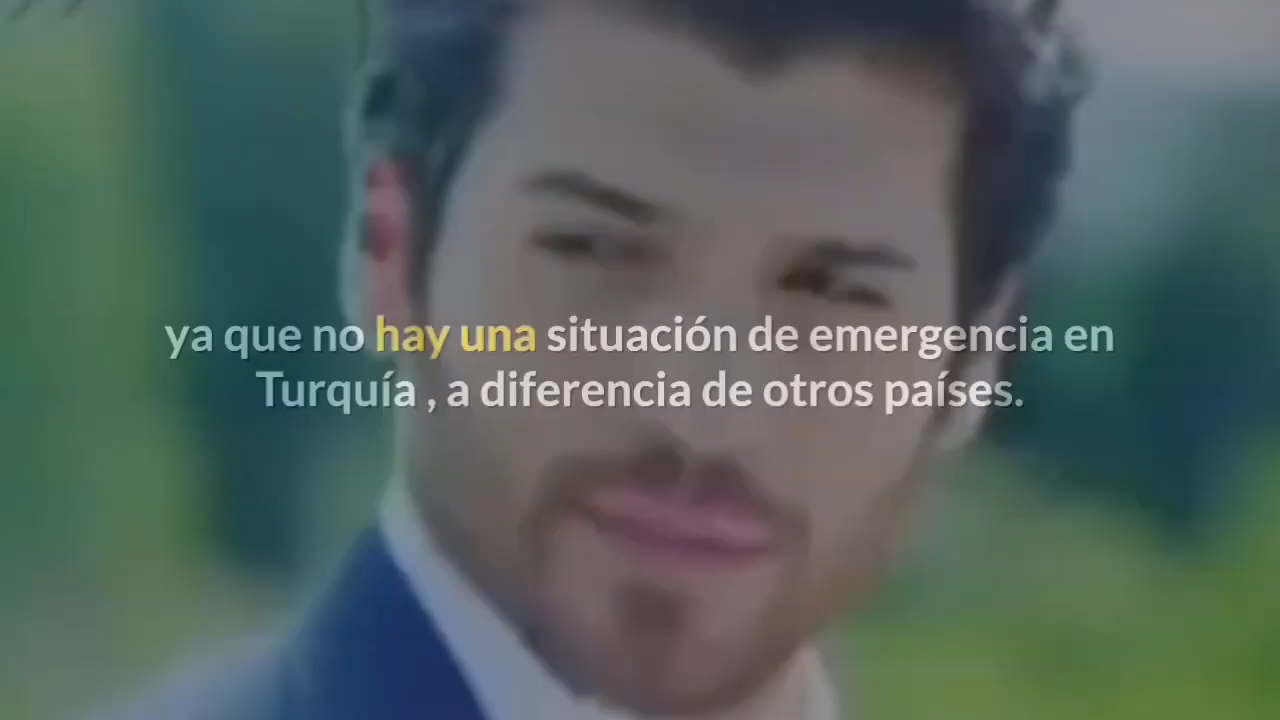 ya que no hay una situación de emergencia en
Turquía , a diferencia de otros países.